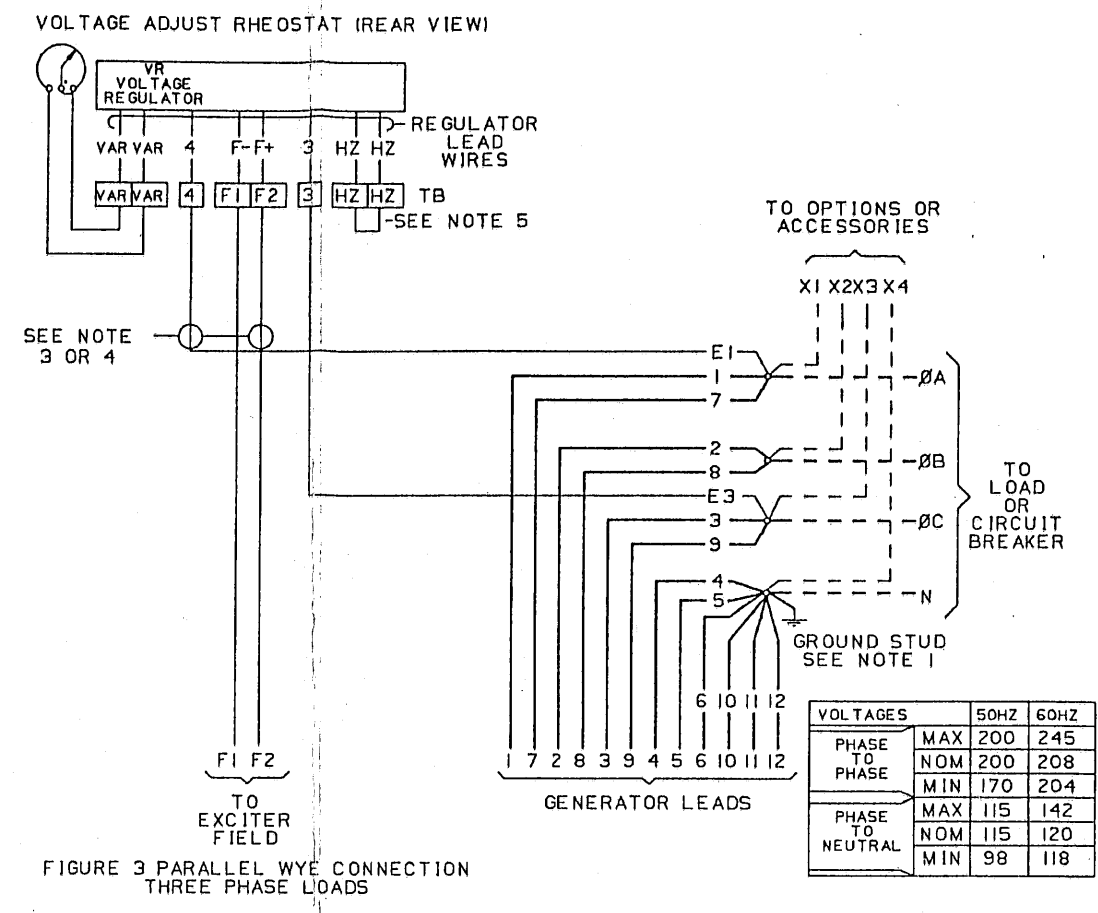 VOLTAGE ADJUST RHEOSTAT (REAR VIEW)
VR
VOLTAGE
REGULATOR
REGULATOR
LEAD
WIRES
VAR VAR 4 F- F+ 3 HZ HZ
VAR VAR 4 F1 F2 3 HZ HZ TB
SEE NOTE 5
TO OPTIONS OR
ACCESSORIES
X1 X2 X3 X4
SEE NOTE
3 OR 4
E1
1
7
ØA
2
8
ØB
E3
3
9
ØC
4
5
N
TO
LOAD
OR
CIRCUIT
BREAKER
GROUND STUD
SEE NOTE 1
6 10 11 12
1 7 2 8 3 9 4 5 6 10 11 12
GENERATOR LEADS
F1 F2
TO
EXCITER
FIELD
VOLTAGES 50HZ 60HZ
PHASE
TO
PHASE
MAX 200 245
NOM 200 208
MIN 170 204
PHASE
TO
NEUTRAL
MAX 115 142
NOM 115 120
MIN 98 118
FIGURE 3 PARALLEL WYE CONNECTION
THREE PHASE LOADS